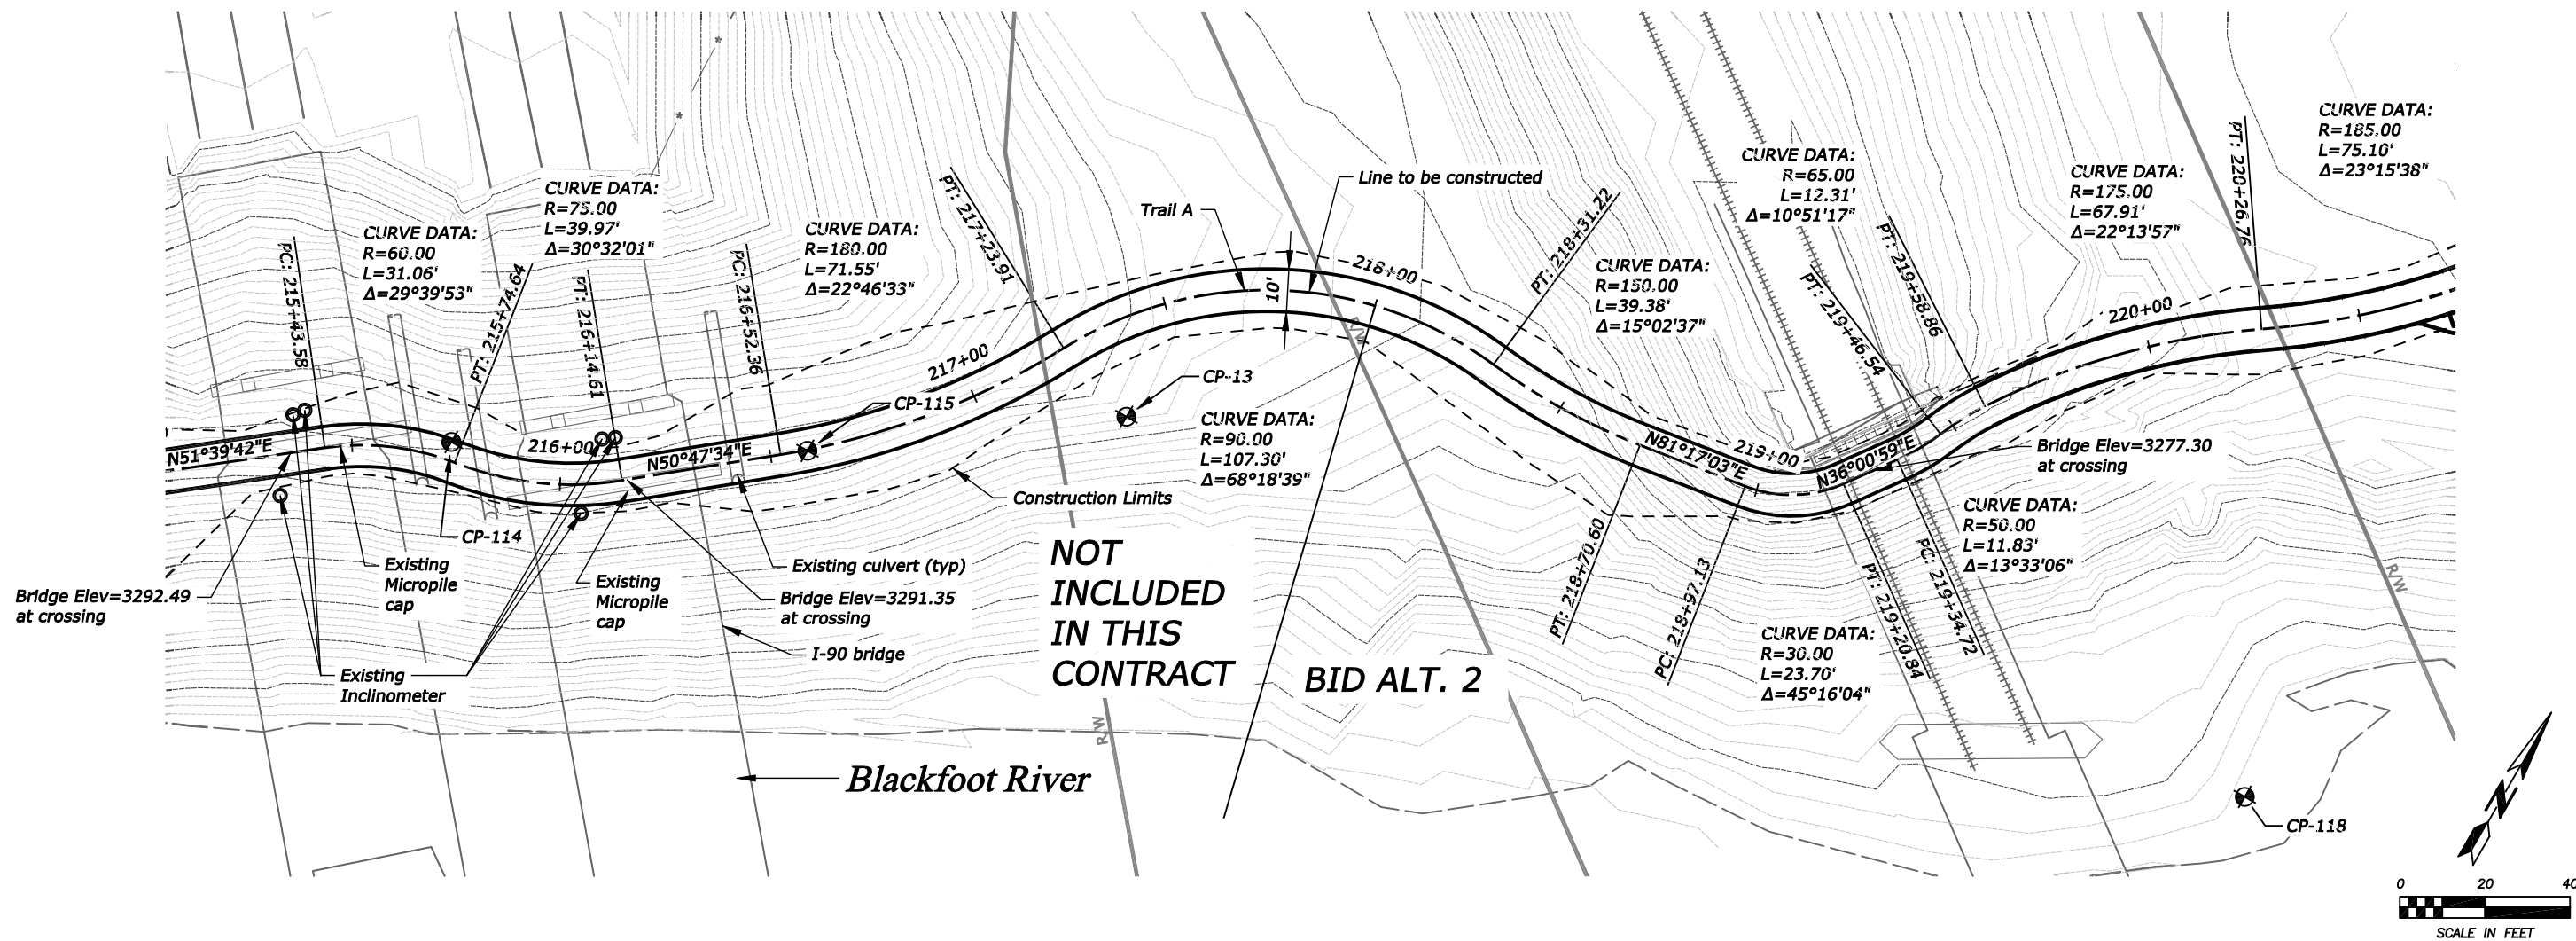 CURVE DATA:
R=60.00
L=31.06'
Δ=29°39'53"
CURVE DATA:
R=75.00
L=39.97'
Δ=30°32'01"
CURVE DATA:
R=180.00
L=71.55'
Δ=22°46'33"
CURVE DATA:
R=65.00
L=12.31'
Δ=10°51'17"
CURVE DATA:
R=175.00
L=67.91'
Δ=22°13'57"
CURVE DATA:
R=185.00
L=75.10'
Δ=23°15'38"
CURVE DATA:
R=150.00
L=39.38'
Δ=15°02'37"
PC: 215+43.58
PT: 215+74.64
PT: 216+14.61
PC: 216+52.36
PT: 217+23.91
PT: 218+31.22
PT: 219+46.54
PT: 219+58.86
PT: 220+26.76
Trail A
Line to be constructed
10'
216+00
217+00
218+00
219+00
220+00
N51°39'42"E
N50°47'34"E
N81°17'03"E
N36°00'59"E
CP-115
CP-13
CURVE DATA:
R=90.00
L=107.30'
Δ=68°18'39"
R/W
Bridge Elev=3277.30
at crossing
Construction Limits
CP-114
Existing
Micropile
cap
Existing
Micropile
cap
Existing culvert (typ)
Bridge Elev=3292.49
at crossing
Bridge Elev=3291.35
at crossing
I-90 bridge
Existing
Inclinometer
NOT
INCLUDED
IN THIS
CONTRACT
BID ALT. 2
PT: 218+70.60
PC: 218+97.13
CURVE DATA:
R=30.00
L=23.70'
Δ=45°16'04"
PT: 219+20.84
PC: 219+34.72
CURVE DATA:
R=50.00
L=11.83'
Δ=13°33'06"
R/W
R/W
Blackfoot River
CP-118
N
0 20 40
SCALE IN FEET